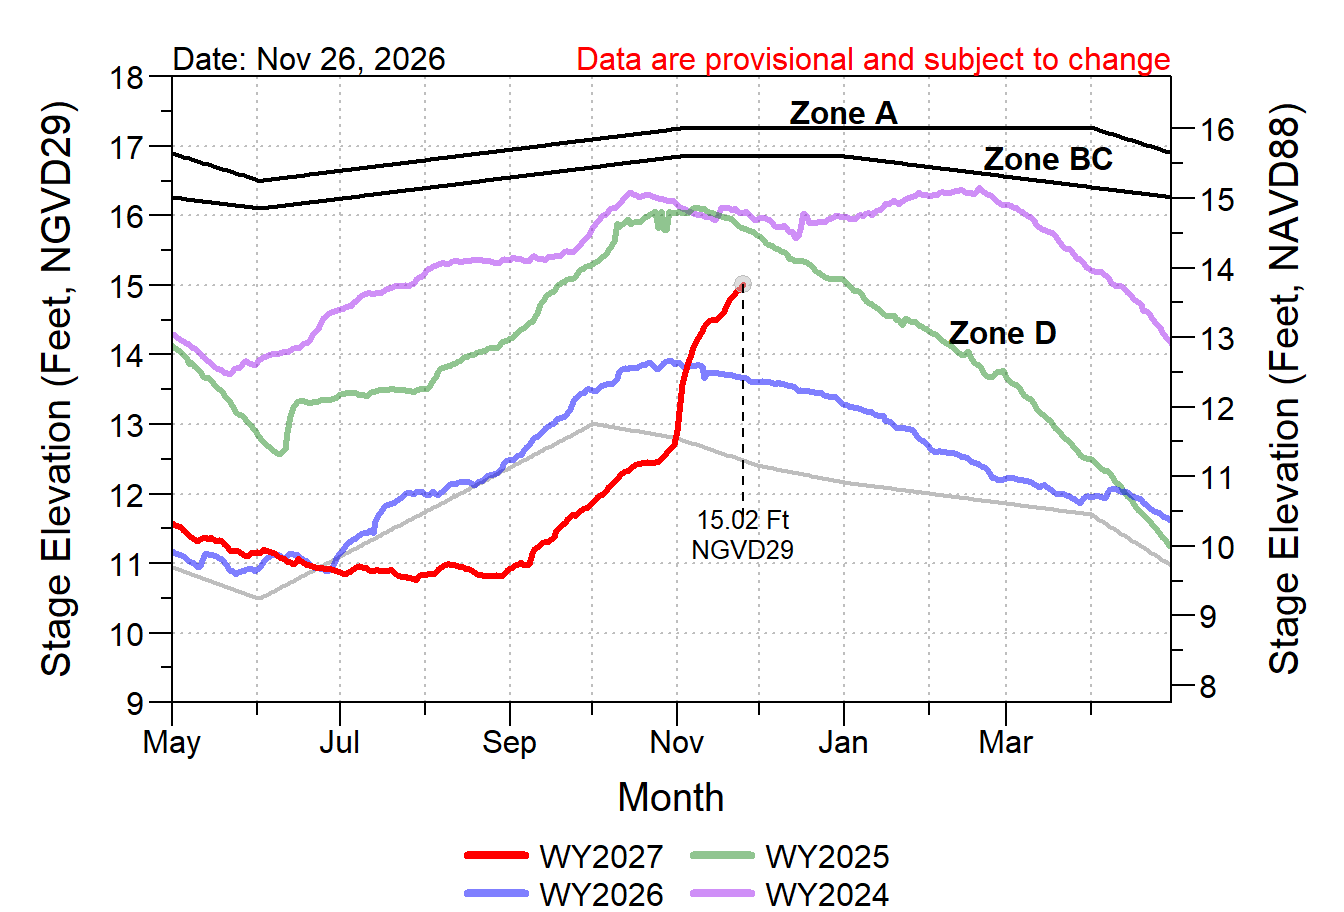 Date: Nov 26, 2026
Data are provisional and subject to change
Stage Elevation (Feet, NGVD29)
18
17
16
15
14
13
12
11
10
9
Zone A
Zone BC
Zone D
15.02 Ft
NGVD29
16
15
14
13
12
11
10
9
8
Stage Elevation (Feet, NAVD88)
May
Jul
Sep
Nov
Jan
Mar
Month
WY2027
WY2025
WY2026
WY2024